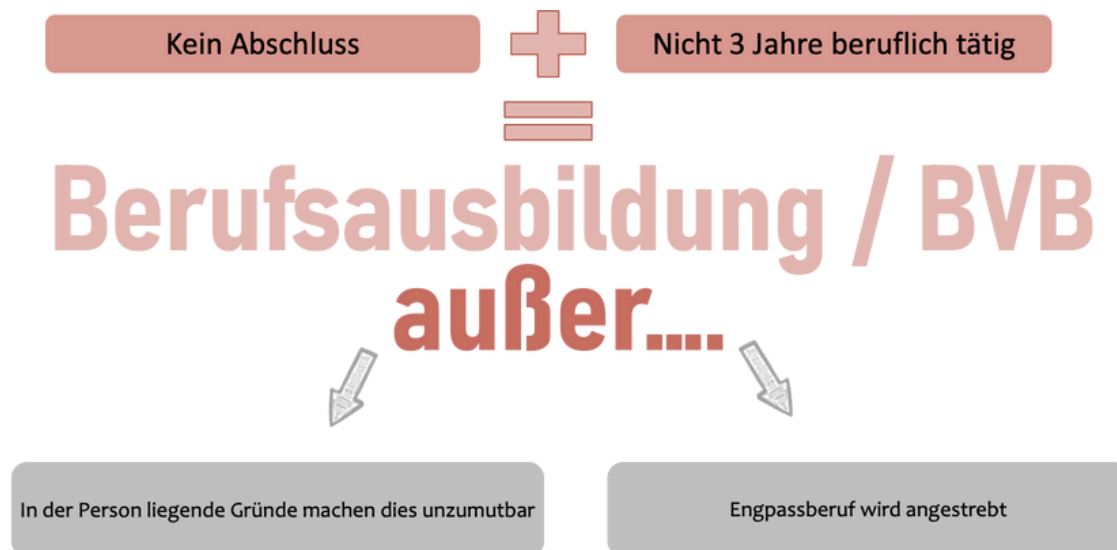 Kein Abschluss
Nicht 3 Jahre beruflich tätig
Berufsausbildung / BVB
außer....
In der Person liegende Gründe machen dies unzumutbar
Engpassberuf wird angestrebt